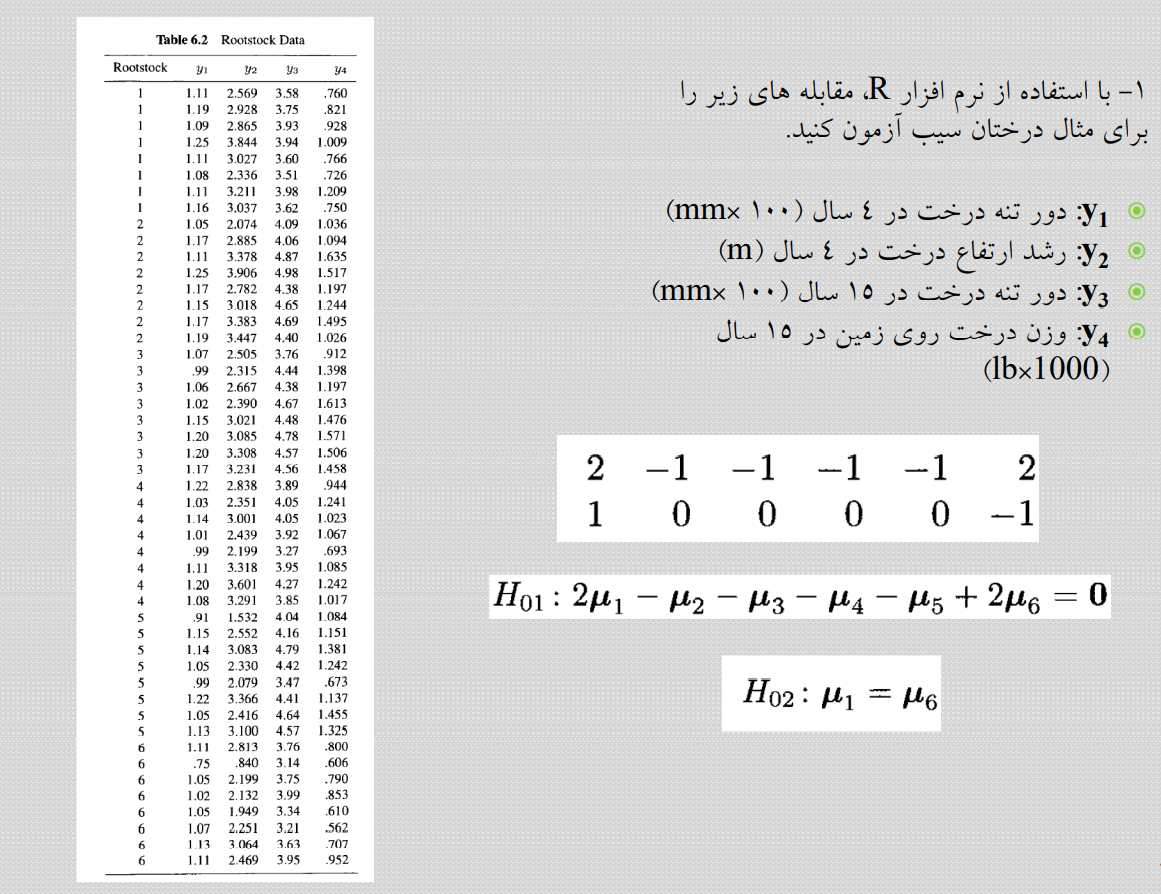 Table 6.2 Rootstock Data
Rootstock y1 y2 y3 y4
1 1.11 2.569 3.58 .760
1 1.19 2.928 3.75 .821
1 1.09 2.865 3.93 .928
1 1.25 3.844 3.94 1.009
1 1.11 3.027 3.60 .766
1 1.08 2.336 3.51 .726
1 1.11 3.211 3.98 1.209
1 1.16 3.037 3.62 .750
2 1.05 2.074 4.09 1.036
2 1.17 2.885 4.06 1.094
2 1.11 3.378 4.87 1.635
2 1.25 3.906 4.98 1.517
2 1.17 2.782 4.38 1.197
2 1.15 3.018 4.65 1.244
2 1.17 3.383 4.69 1.495
2 1.19 3.447 4.40 1.026
3 1.07 2.505 3.76 .912
3 .99 2.315 4.44 1.398
3 1.06 2.667 4.38 1.197
3 1.02 2.390 4.67 1.613
3 1.15 3.021 4.48 1.476
3 1.20 3.085 4.78 1.571
3 1.20 3.308 4.57 1.506
3 1.17 3.231 4.56 1.458
4 1.22 2.838 3.89 .944
4 1.03 2.351 4.05 1.241
4 1.14 3.001 4.05 1.023
4 1.01 2.439 3.92 1.067
4 .99 2.199 3.27 .693
4 1.11 3.318 3.95 1.085
4 1.20 3.601 4.27 1.242
4 1.08 3.291 3.85 1.017
5 .91 1.532 4.04 1.084
5 1.15 2.552 4.16 1.151
5 1.14 3.083 4.79 1.381
5 1.05 2.330 4.42 1.242
5 .99 2.079 3.47 .673
5 1.22 3.366 4.41 1.137
5 1.05 2.416 4.64 1.455
5 1.13 3.100 4.57 1.325
6 1.11 2.813 3.76 .800
6 .75 .840 3.14 .606
6 1.05 2.199 3.75 .790
6 1.02 2.132 3.99 .853
6 1.05 1.949 3.34 .610
6 1.07 2.251 3.21 .562
6 1.13 3.064 3.63 .707
6 1.11 2.469 3.95 .952
۱- با استفاده از نرم افزار R، مقابله های زیر را
برای مثال درختان سیب آزمون کنید.
y1: دور تنه درخت در ٤ سال (۱۰۰ ×mm)
y2: رشد ارتفاع درخت در ٤ سال (m)
y3: دور تنه درخت در ۱٥ سال (۱۰۰ ×mm)
y4: وزن درخت روی زمین در ۱٥ سال
(lb×1000)
2 −1 −1 −1 −1 2
1 0 0 0 0 −1
H01 : 2μ1 − μ2 − μ3 − μ4 − μ5 + 2μ6 = 0
H02 : μ1 = μ6